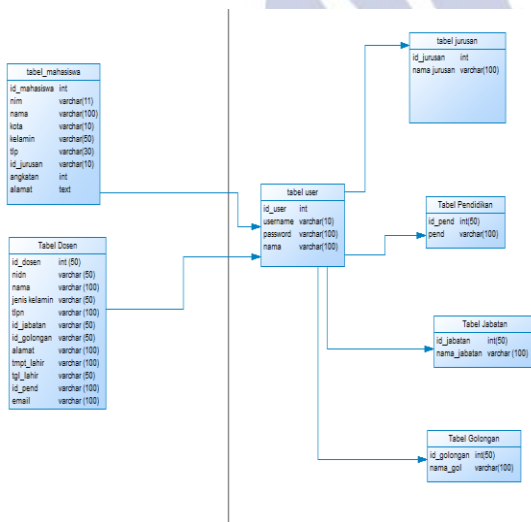 tabel_mahasiswa
id_mahasiswa int
nim varchar(11)
nama varchar(100)
kota varchar(10)
kelamin varchar(50)
tlp varchar(30)
id_jurusan varchar(10)
angkatan int
alamat text
Tabel Dosen
id_dosen int (50)
nidn varchar (50)
nama varchar (100)
jenis kelamin varchar (50)
tlpn varchar (100)
id_jabatan varchar (50)
id_golongan varchar (50)
alamat varchar (100)
tmpt_lahir varchar (100)
tgl_lahir varchar (50)
id_pend varchar (100)
email varchar (100)
tabel user
id_user int
username varchar(10)
password varchar(100)
nama varchar(100)
tabel jurusan
id_jurusan int
nama jurusan varchar(100)
Tabel Pendidikan
id_pend int(50)
pend varchar(100)
Tabel Jabatan
id_jabatan int(50)
nama_jabatan varchar (100)
Tabel Golongan
id_golongan int(50)
nama_gol varchar(100)